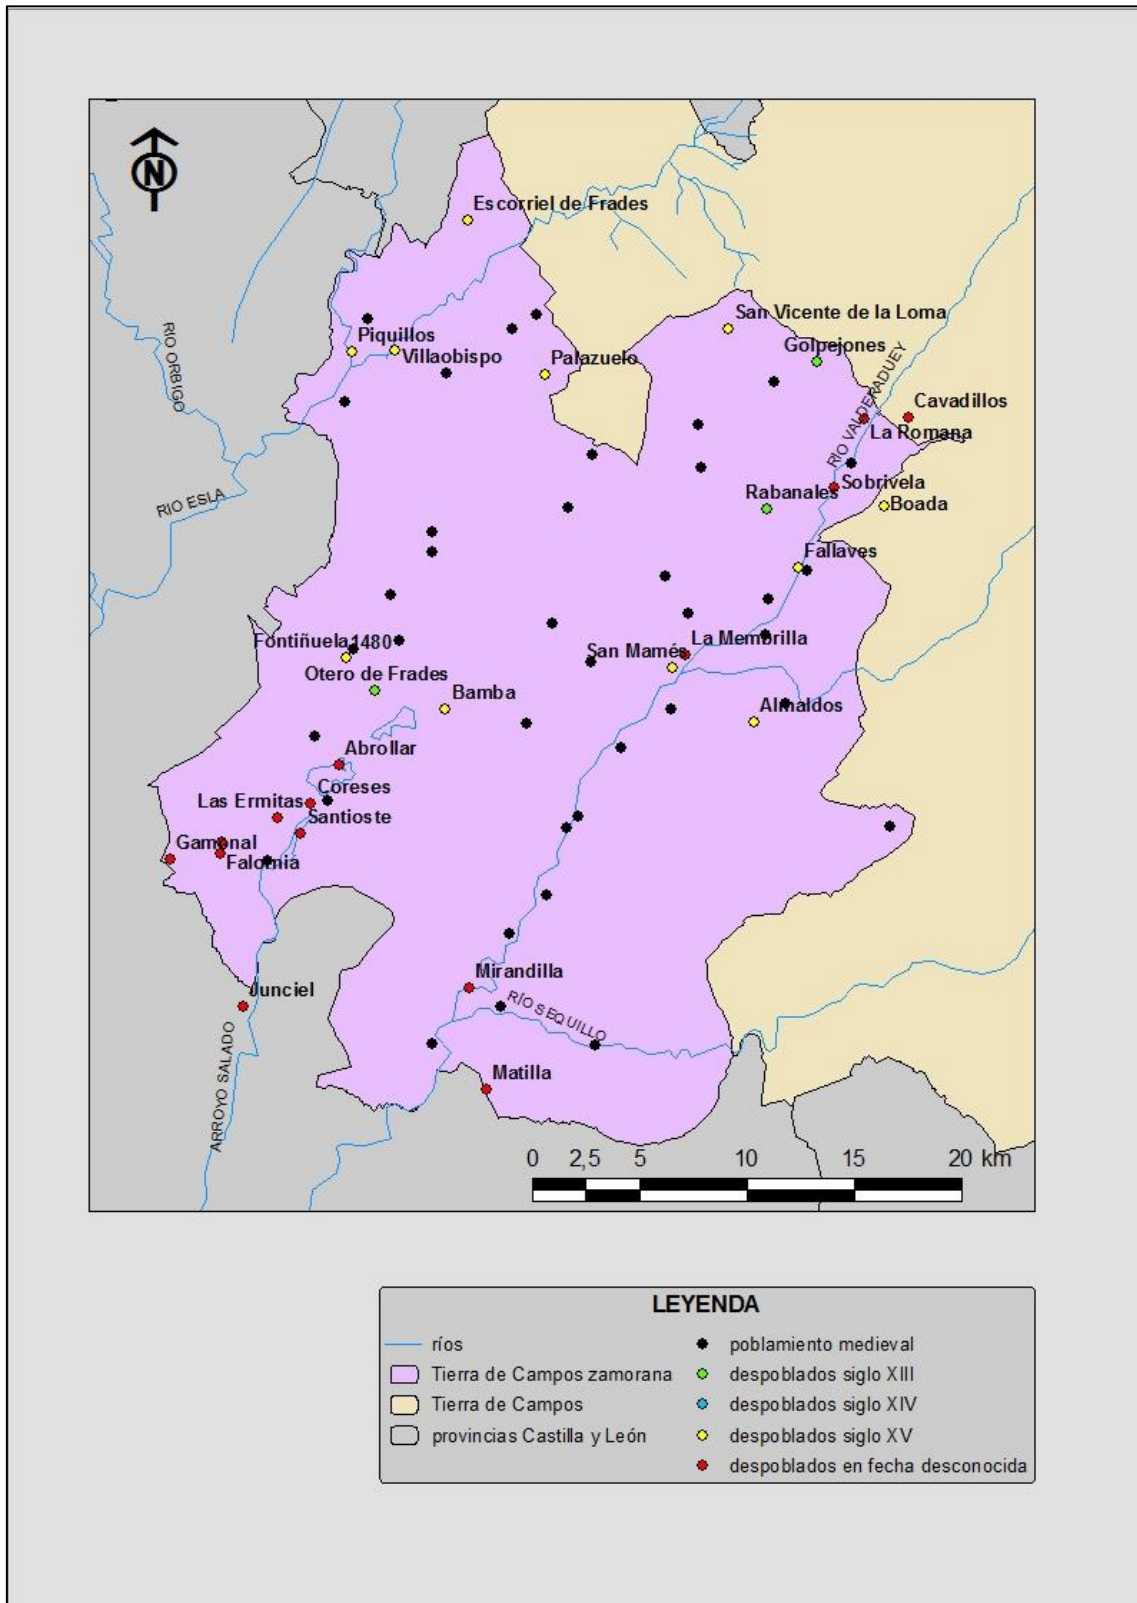 N
Escorriel de Frades
San Vicente de la Loma
Golpejones
Piquillos
Villaobispo
Palazuelo
RIO ORBIGO
RIO VALDERADUEY
Cavadillos
La Romana
RIO ESLA
Rabanales
Sobrivela
Boada
Fallaves
Fontiñuela 1480
San Mamés
La Membrilla
Otero de Frades
Bamba
Almaldos
Abrollar
Coreses
Las Ermitas
Santioste
Gamonal
Falornia
Mirandilla
Junciel
RÍO SEQUILLO
ARROYO SALADO
Matilla
0 2,5 5 10 15 20 km
LEYENDA
ríos
Tierra de Campos zamorana
Tierra de Campos
provincias Castilla y León
poblamiento medieval
despoblados siglo XIII
despoblados siglo XIV
despoblados siglo XV
despoblados en fecha desconocida